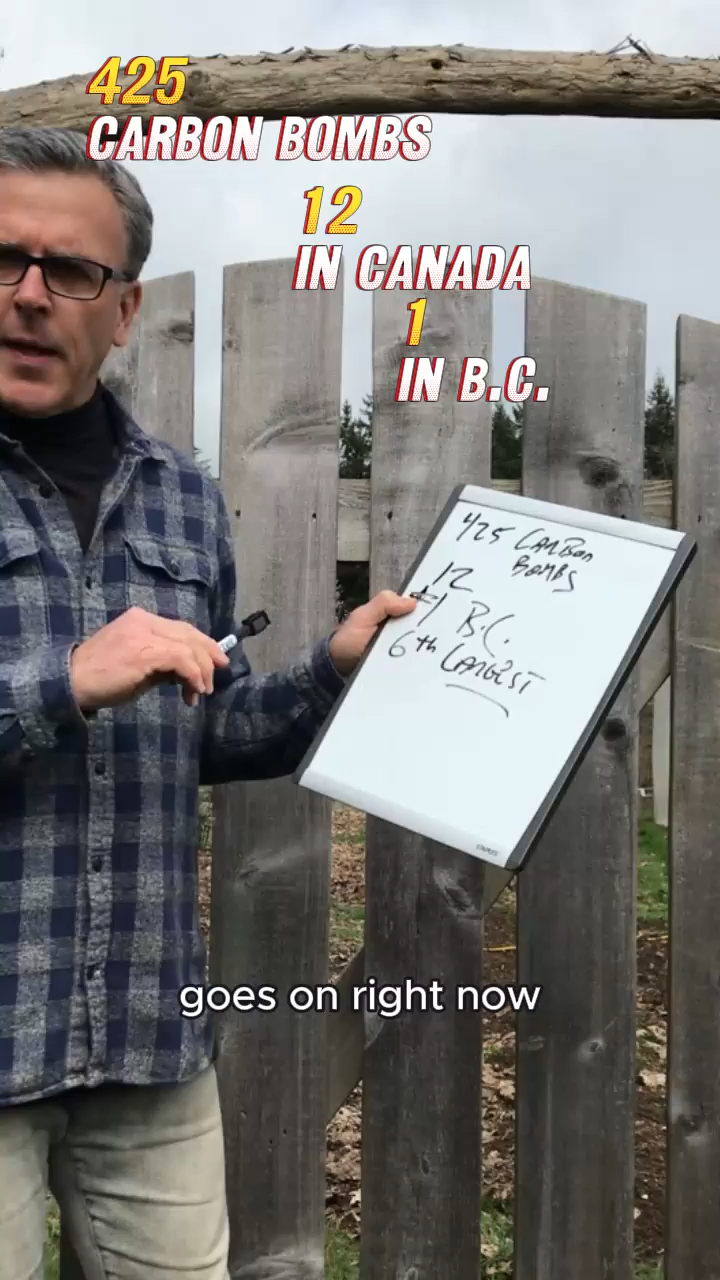 425
CARBON BOMBS
12
IN CANADA
1
IN B.C.
425 CARBON
BOMBS
12
#1 B.C.
6th LARGEST
STAPLES
goes on right now